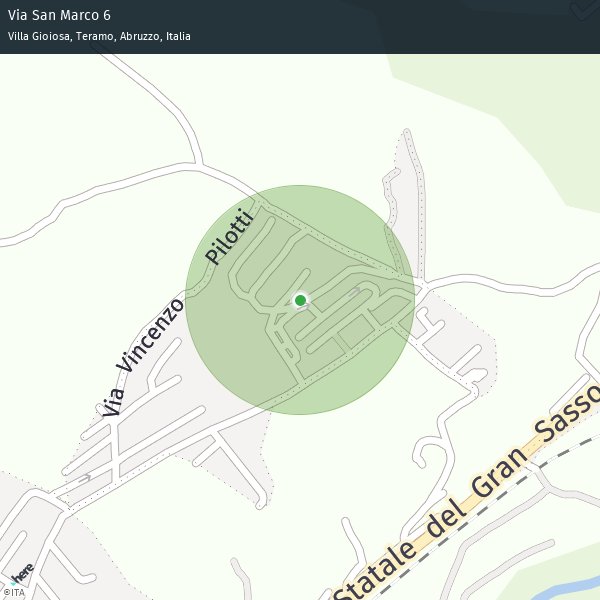 Via San Marco 6
Villa Gioiosa, Teramo, Abruzzo, Italia
Via Vincenzo Pilotti
Statale del Gran Sasso
here
©ITA